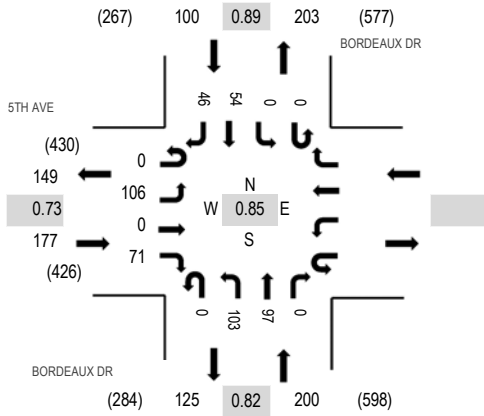 (267) 100 0.89 203 (577)
BORDEAUX DR
46 54 0 0
5TH AVE
(430)
149
0.73
177
(426)
0
106
0
71
N
W 0.85 E
S
0 103 97 0
BORDEAUX DR
(284) 125 0.82 200 (598)